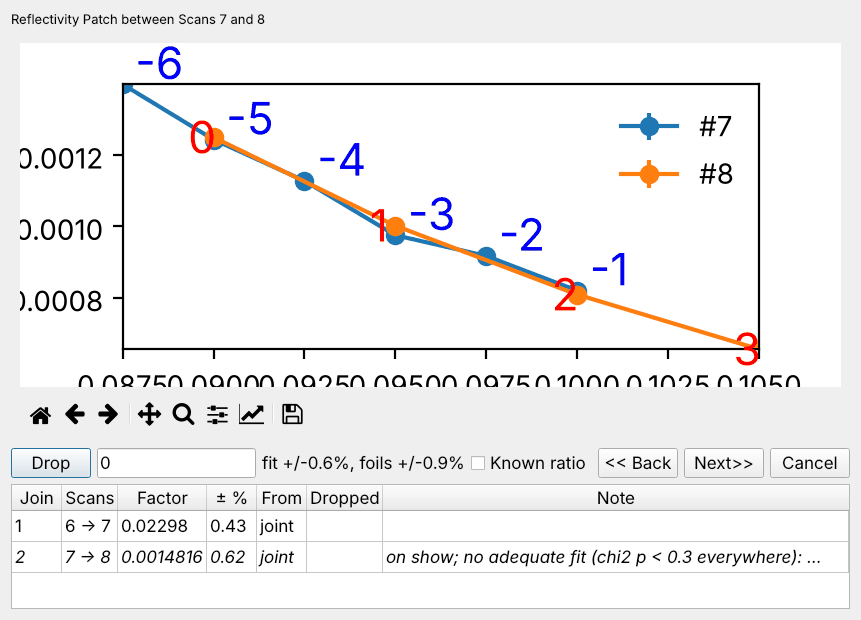 Reflectivity Patch between Scans 7 and 8
-6
0 -5
-4
1 -3
-2
2 -1
3
#7
#8
0.0012
0.0010
0.0008
0.0875 0.0900 0.0925 0.0950 0.0975 0.1000 0.1025 0.1050
Drop 0 fit +/-0.6%, foils +/-0.9% Known ratio << Back Next>> Cancel
Join Scans Factor ± % From Dropped Note
1 6 → 7 0.02298 0.43 joint
2 7 → 8 0.0014816 0.62 joint on show; no adequate fit (chi2 p < 0.3 everywhere): ...